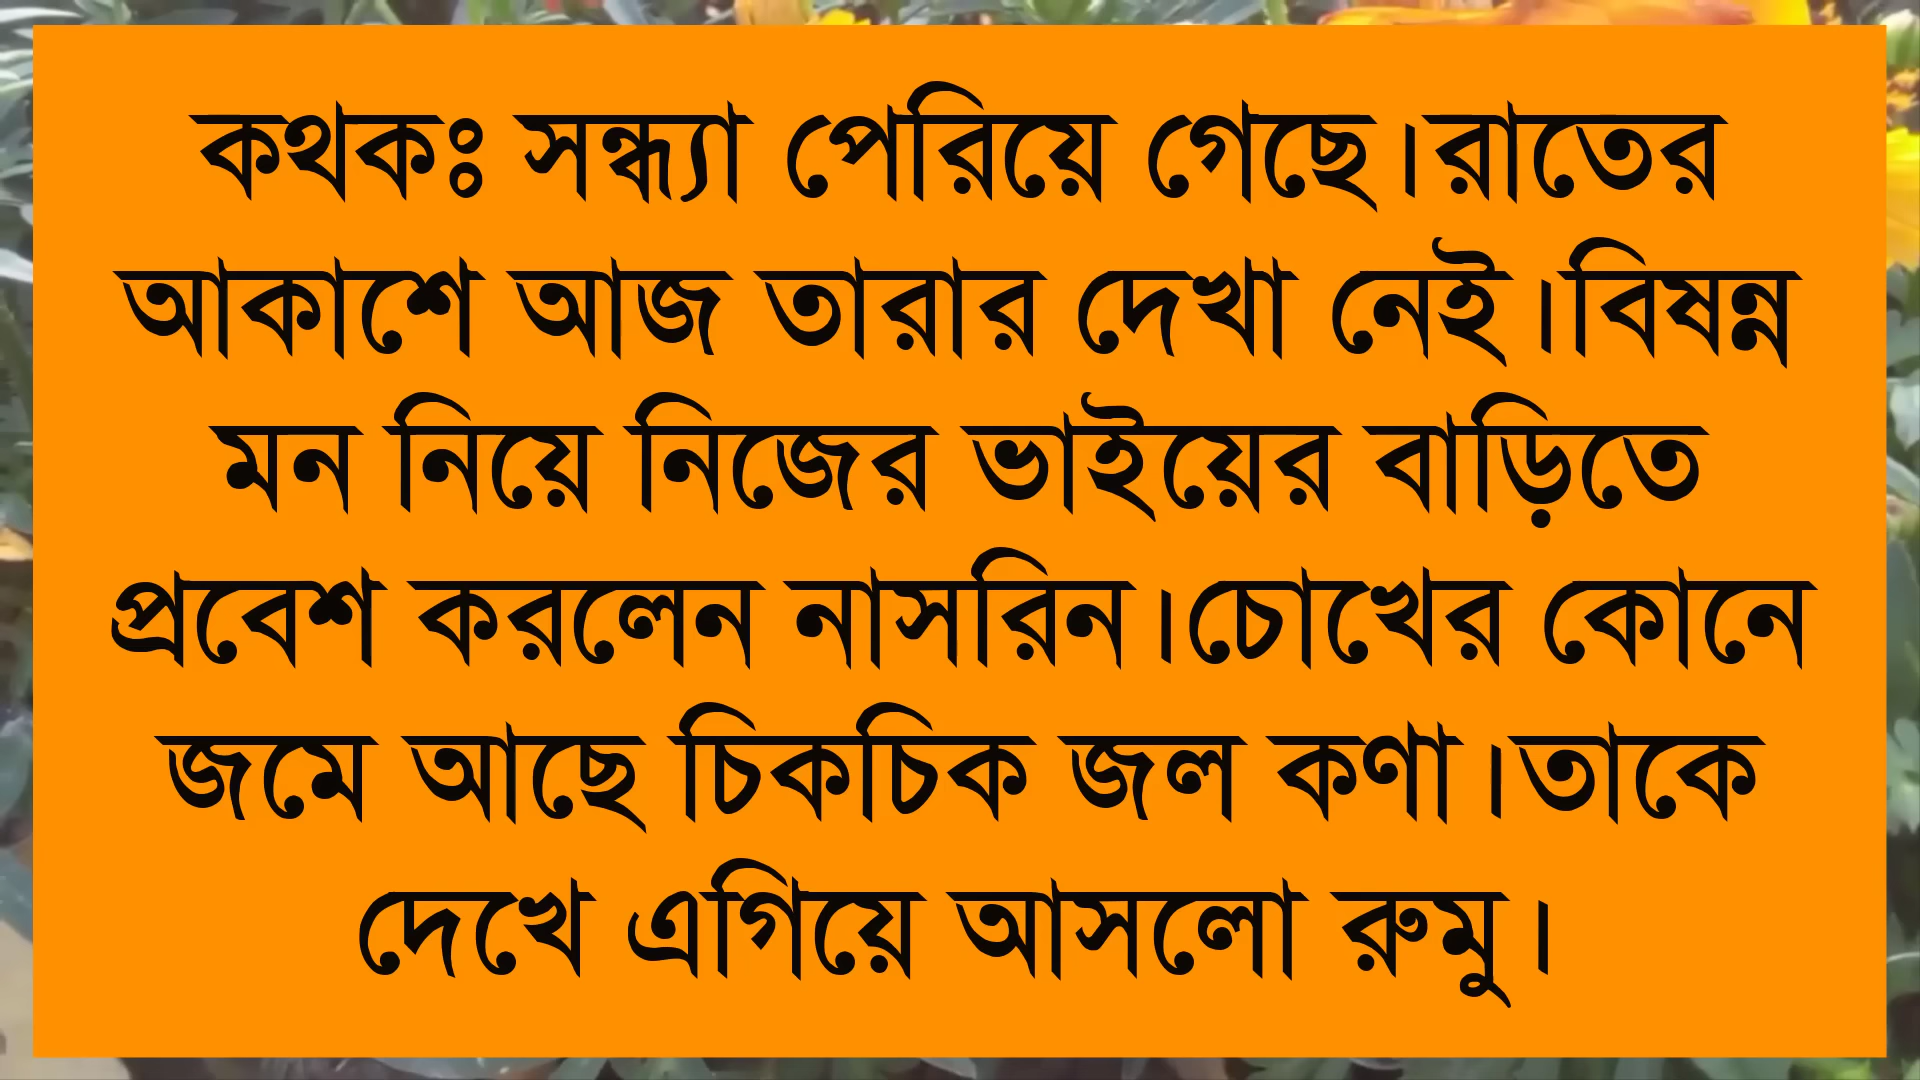 কথকঃ সন্ধ্যা পেরিয়ে গেছে।রাতের
আকাশে আজ তারার দেখা নেই।বিষন্ন
মন নিয়ে নিজের ভাইয়ের বাড়িতে
প্রবেশ করলেন নাসরিন।চোখের কোনে
জমে আছে চিকচিক জল কণা।তাকে
দেখে এগিয়ে আসলো রুমু।